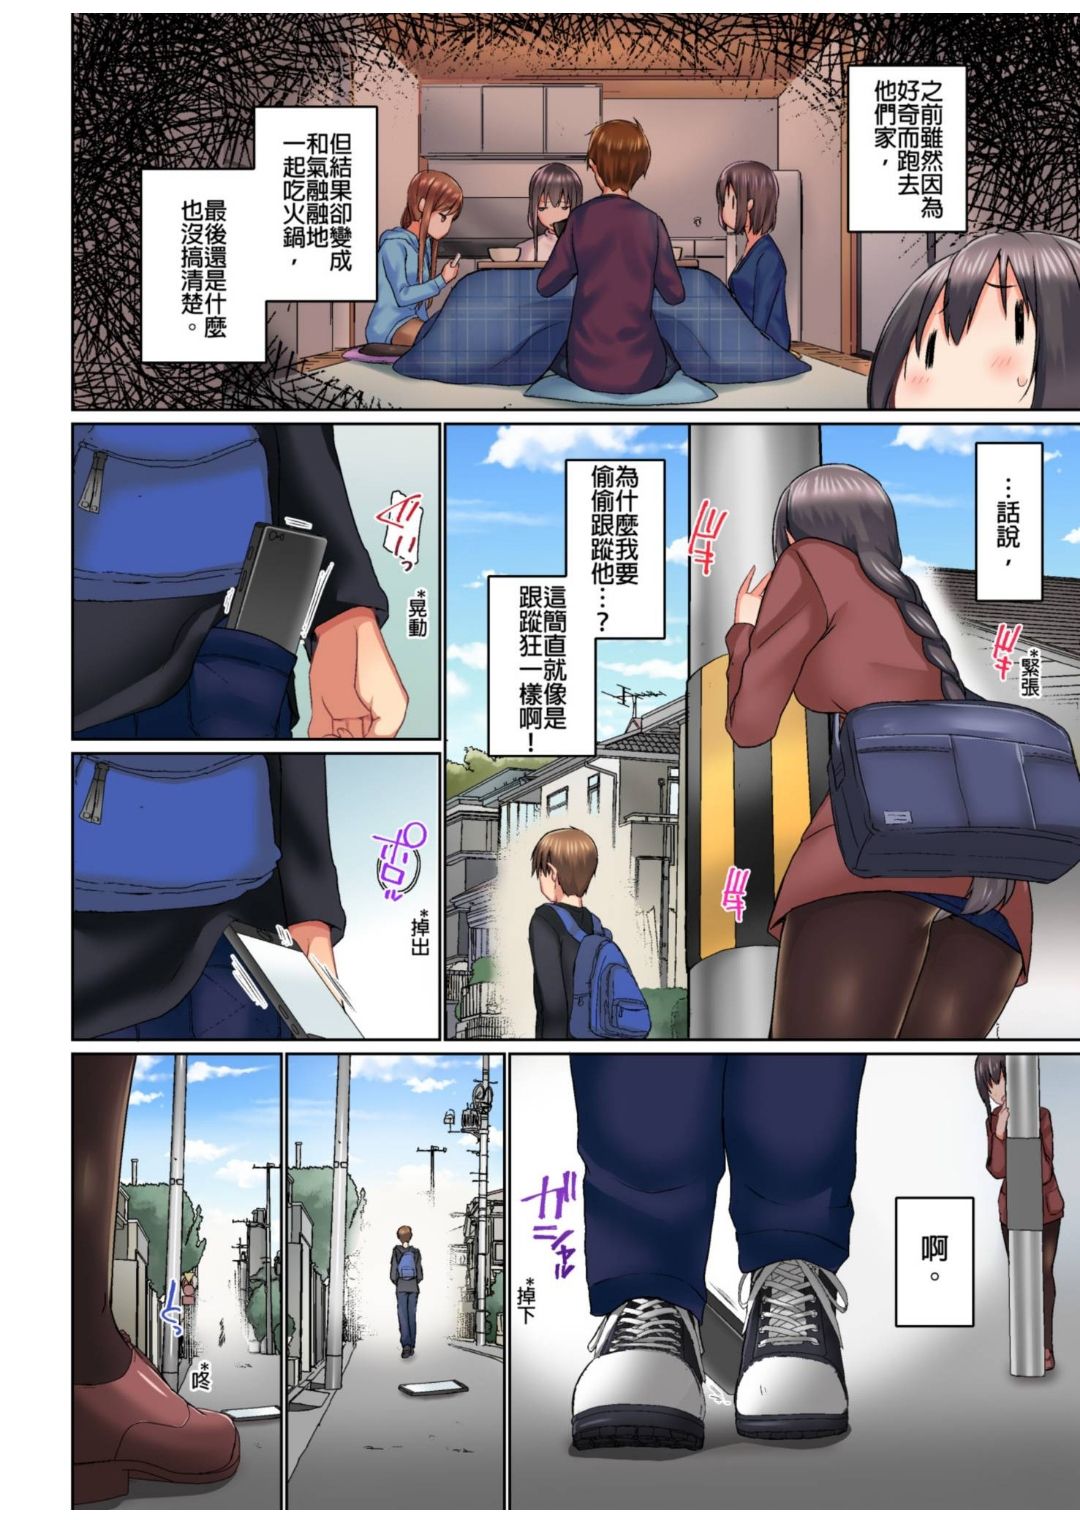 之前雖然因為
好奇而跑去
他們家，
但結果卻變成
和氣融融地
一起吃火鍋，
最後還是什麼
也沒搞清楚。
…話說，
*緊張
為什麼我要
偷偷跟蹤他…？
這簡直就像是
跟蹤狂一樣啊！
*晃動
ポロッ
*掉出
啊。
*掉下
*咚